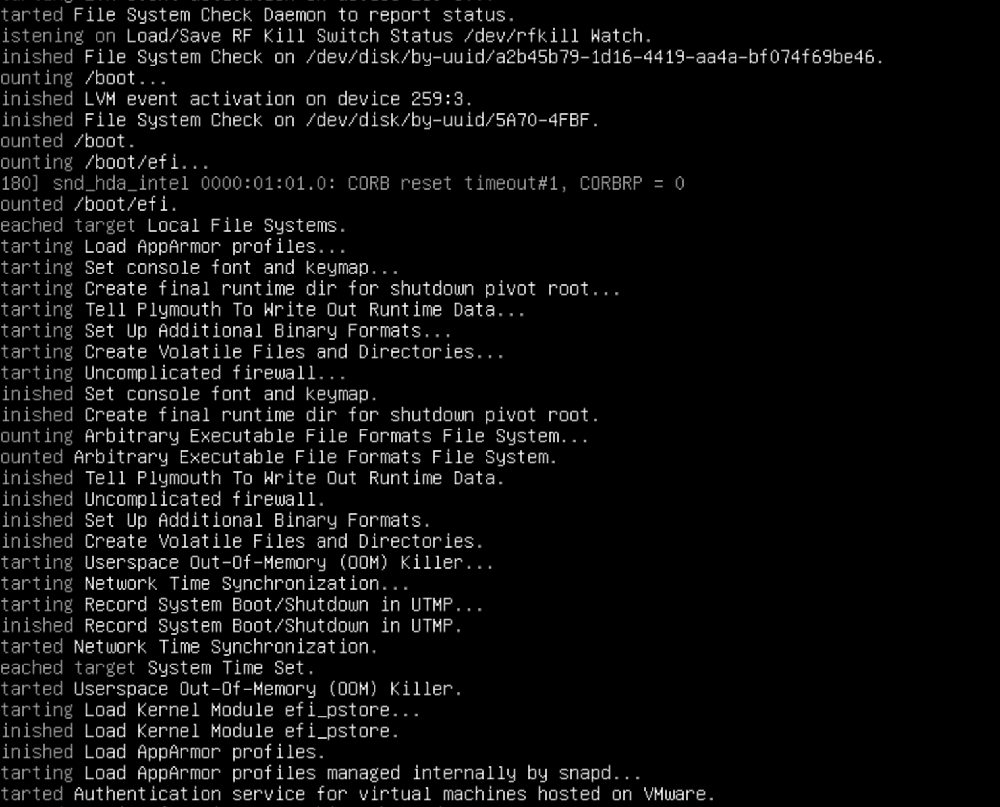 tarted File System Check Daemon to report status.
istening on Load/Save RF Kill Switch Status /dev/rfkill Watch.
inished File System Check on /dev/disk/by-uuid/a2b45b79-1d16-4419-aa4a-bf074f69be46.
ounting /boot...
inished LVM event activation on device 259:3.
inished File System Check on /dev/disk/by-uuid/5A70-4FBF.
ounted /boot.
ounting /boot/efi...
180] snd_hda_intel 0000:01:01.0: CORB reset timeout#1, CORBRP = 0
ounted /boot/efi.
eached target Local File Systems.
tarting Load AppArmor profiles...
tarting Set console font and keymap...
tarting Create final runtime dir for shutdown pivot root...
tarting Tell Plymouth To Write Out Runtime Data...
tarting Set Up Additional Binary Formats...
tarting Create Volatile Files and Directories...
tarting Uncomplicated firewall...
inished Set console font and keymap.
inished Create final runtime dir for shutdown pivot root.
ounting Arbitrary Executable File Formats File System...
ounted Arbitrary Executable File Formats File System.
inished Tell Plymouth To Write Out Runtime Data.
inished Uncomplicated firewall.
inished Set Up Additional Binary Formats.
inished Create Volatile Files and Directories.
tarting Userspace Out-Of-Memory (OOM) Killer...
tarting Network Time Synchronization...
tarting Record System Boot/Shutdown in UTMP...
inished Record System Boot/Shutdown in UTMP.
tarted Network Time Synchronization.
eached target System Time Set.
tarted Userspace Out-Of-Memory (OOM) Killer.
tarting Load Kernel Module efi_pstore...
inished Load Kernel Module efi_pstore.
inished Load AppArmor profiles.
tarting Load AppArmor profiles managed internally by snapd...
tarted Authentication service for virtual machines hosted on VMware.